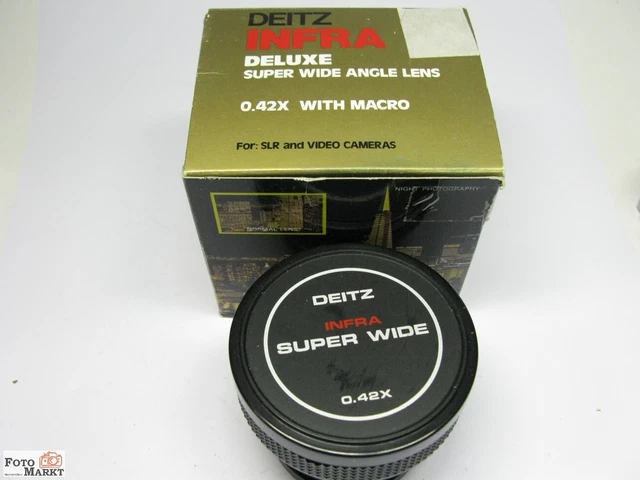 DEITZ
INFRA
DELUXE
SUPER WIDE ANGLE LENS
0.42X WITH MACRO
For: SLR and VIDEO CAMERAS
NIGHT PHOTOGRAPHY
NORMAL LENS
DEITZ
INFRA
SUPER WIDE
0.42X
FOTO
MARKT